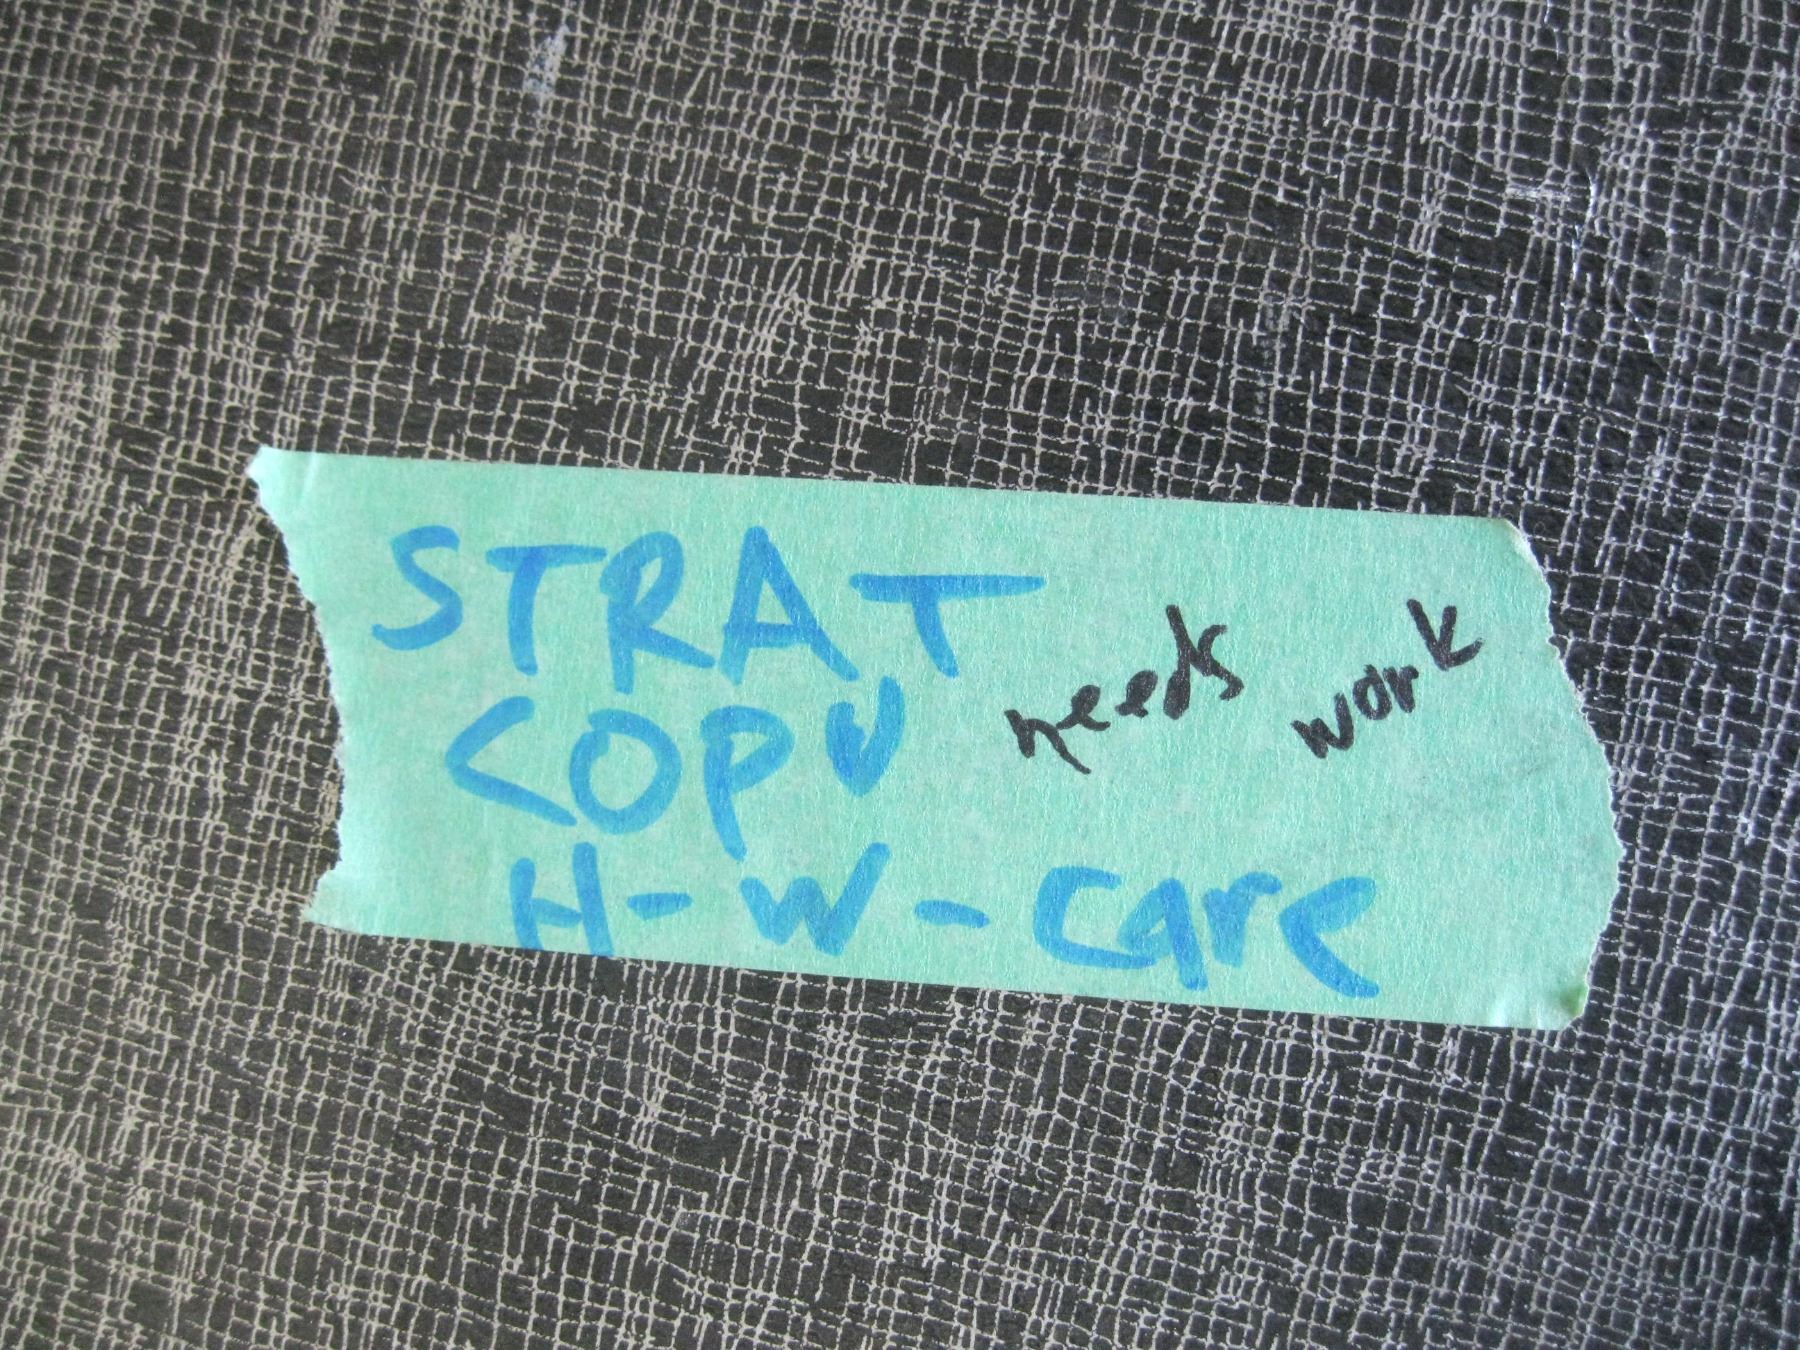 STRAT
COPY
needs work
H-W-Care